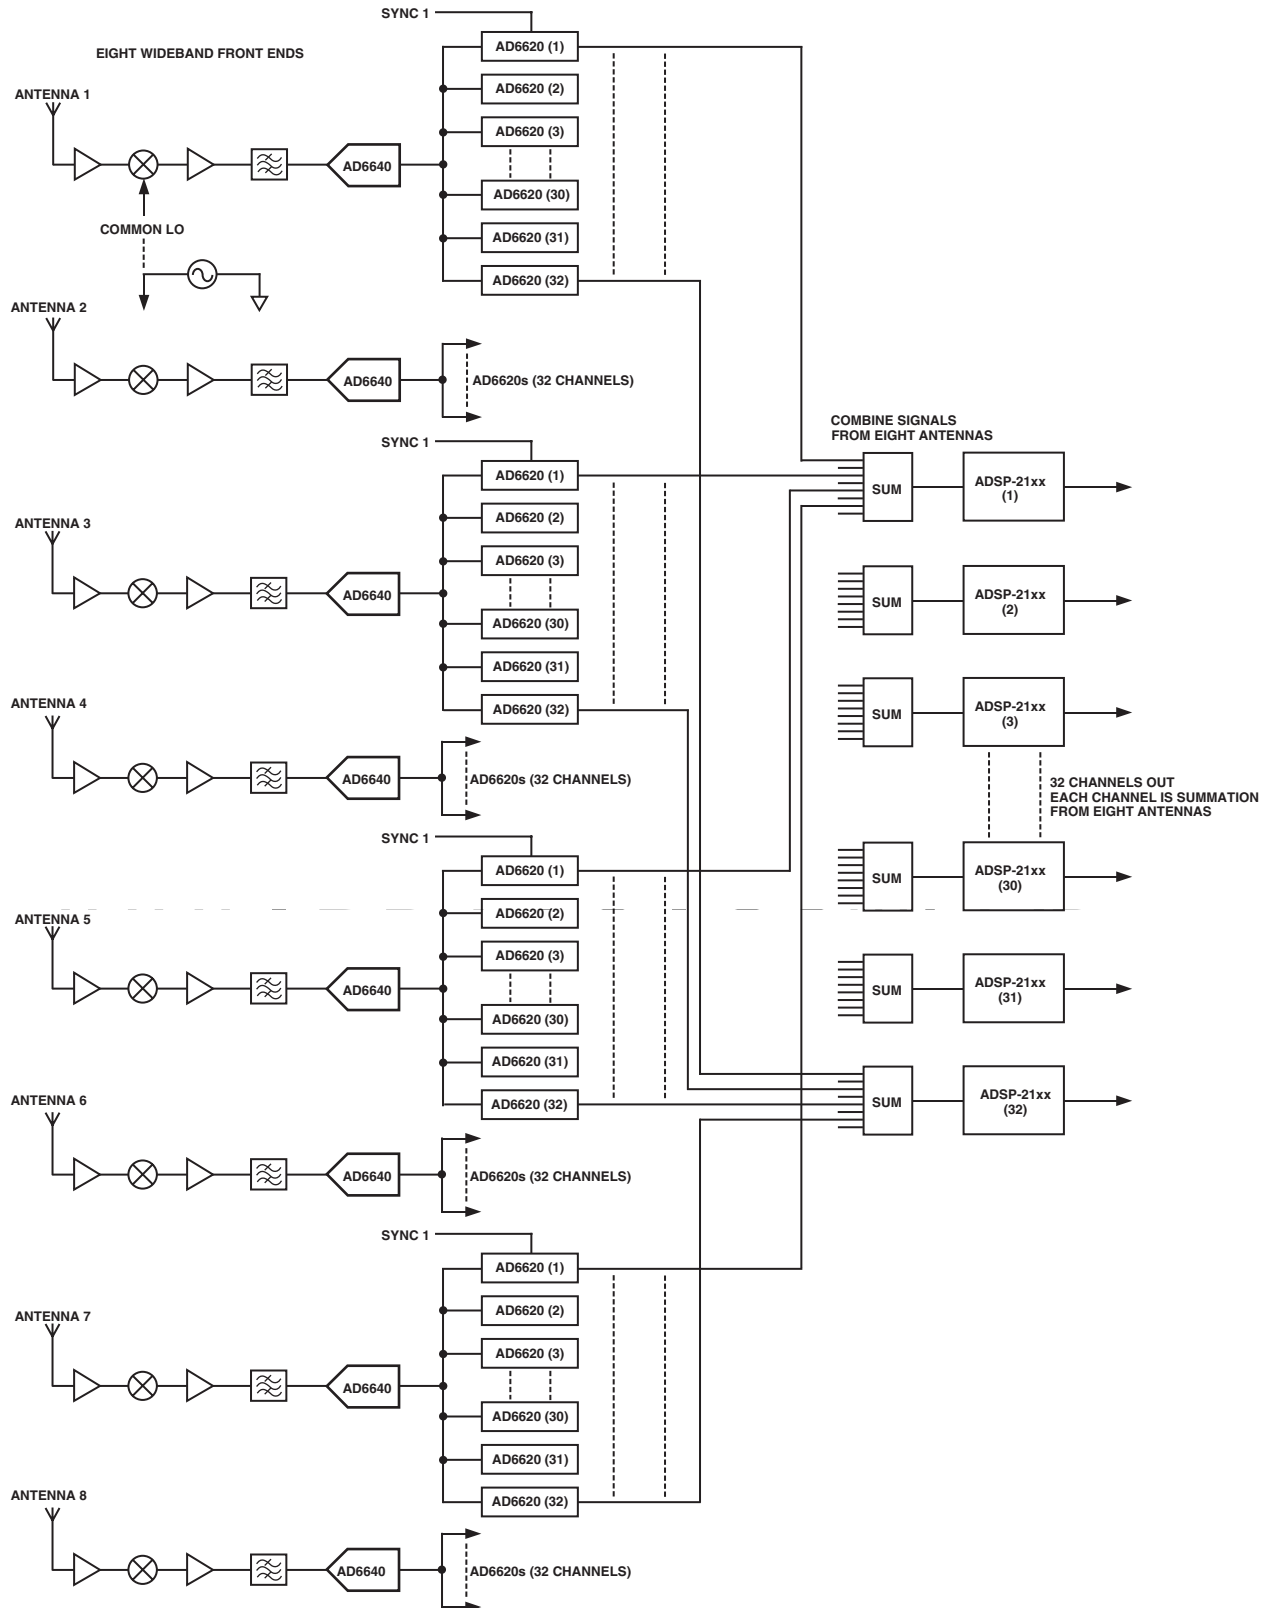 SYNC 1
AD6620 (1)
EIGHT WIDEBAND FRONT ENDS
AD6620 (2)
ANTENNA 1
AD6620 (3)
AD6640
AD6620 (30)
COMMON LO
AD6620 (31)
AD6620 (32)
ANTENNA 2
AD6640
AD6620s (32 CHANNELS)
COMBINE SIGNALS
FROM EIGHT ANTENNAS
SYNC 1
AD6620 (1)
SUM
ADSP-21xx
(1)
AD6620 (2)
ANTENNA 3
AD6620 (3)
AD6640
SUM
ADSP-21xx
(2)
AD6620 (30)
AD6620 (31)
ANTENNA 4
AD6620 (32)
SUM
ADSP-21xx
(3)
AD6640
AD6620s (32 CHANNELS)
32 CHANNELS OUT
EACH CHANNEL IS SUMMATION
FROM EIGHT ANTENNAS
SYNC 1
AD6620 (1)
SUM
ADSP-21xx
(30)
ANTENNA 5
AD6620 (2)
AD6620 (3)
AD6640
SUM
ADSP-21xx
(31)
AD6620 (30)
AD6620 (31)
ANTENNA 6
AD6620 (32)
SUM
ADSP-21xx
(32)
AD6640
AD6620s (32 CHANNELS)
SYNC 1
AD6620 (1)
ANTENNA 7
AD6620 (2)
AD6620 (3)
AD6640
AD6620 (30)
AD6620 (31)
ANTENNA 8
AD6620 (32)
AD6640
AD6620s (32 CHANNELS)